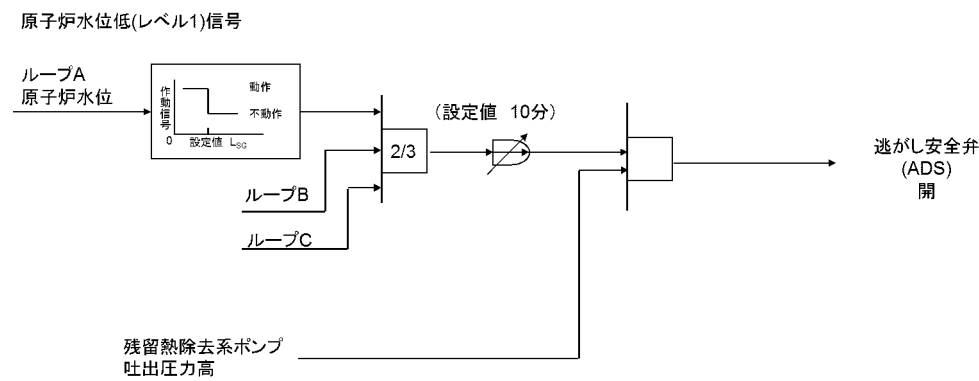 原子炉水位低(レベル1)信号
ループA
原子炉水位
作動信号
動作
不動作
0
設定値 LSG
(設定値 10分)
2/3
ループB
ループC
逃がし安全弁
(ADS)
開
残留熱除去系ポンプ
吐出圧力高